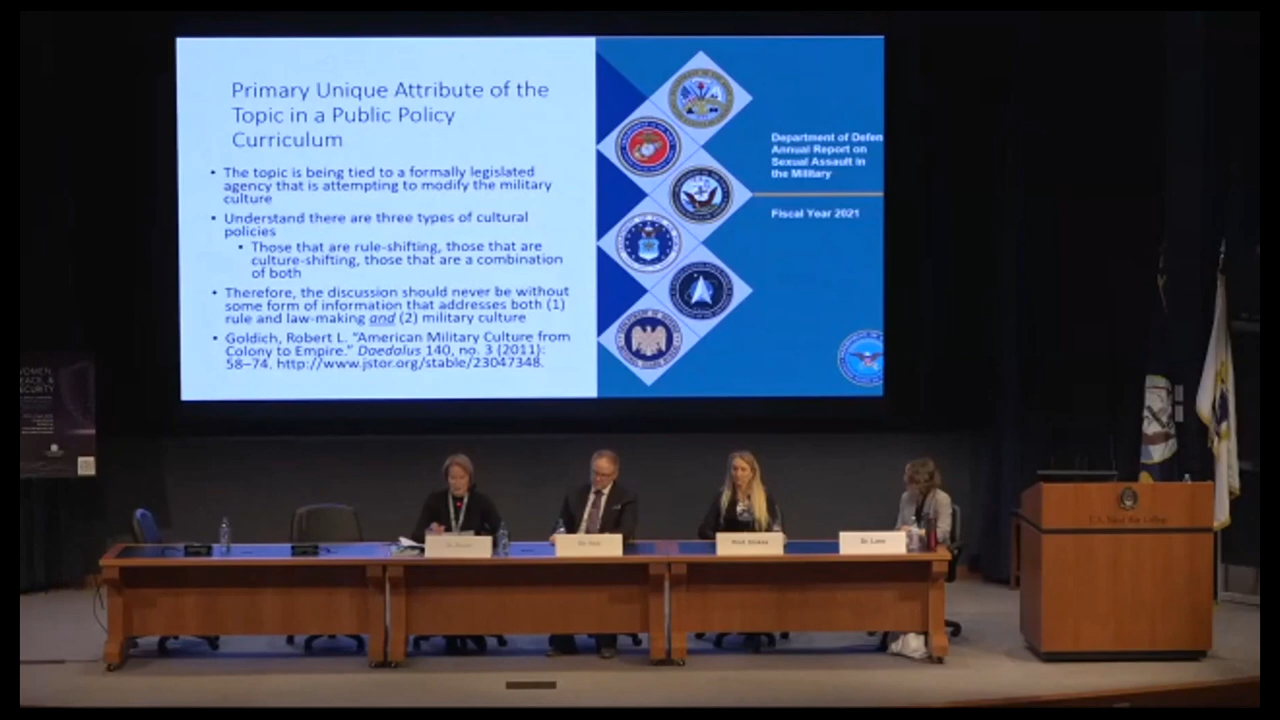 Primary Unique Attribute of the
Topic in a Public Policy
Curriculum
• The topic is being tied to a formally legislated
agency that is attempting to modify the military
culture
• Understand there are three types of cultural
policies
• Those that are rule-shifting, those that are
culture-shifting, those that are a combination
of both
• Therefore, the discussion should never be without
some form of information that addresses both (1)
rule and law-making and (2) military culture
• Goldich, Robert L. “American Military Culture from
Colony to Empire.” Daedalus 140, no. 3 (2011):
58–74. http://www.jstor.org/stable/23047348.
Department of Defen
Annual Report on
Sexual Assault in
the Military
Fiscal Year 2021
WOMEN,
PEACE, &
SECURITY
Dr. Lane
U.S. Naval War College